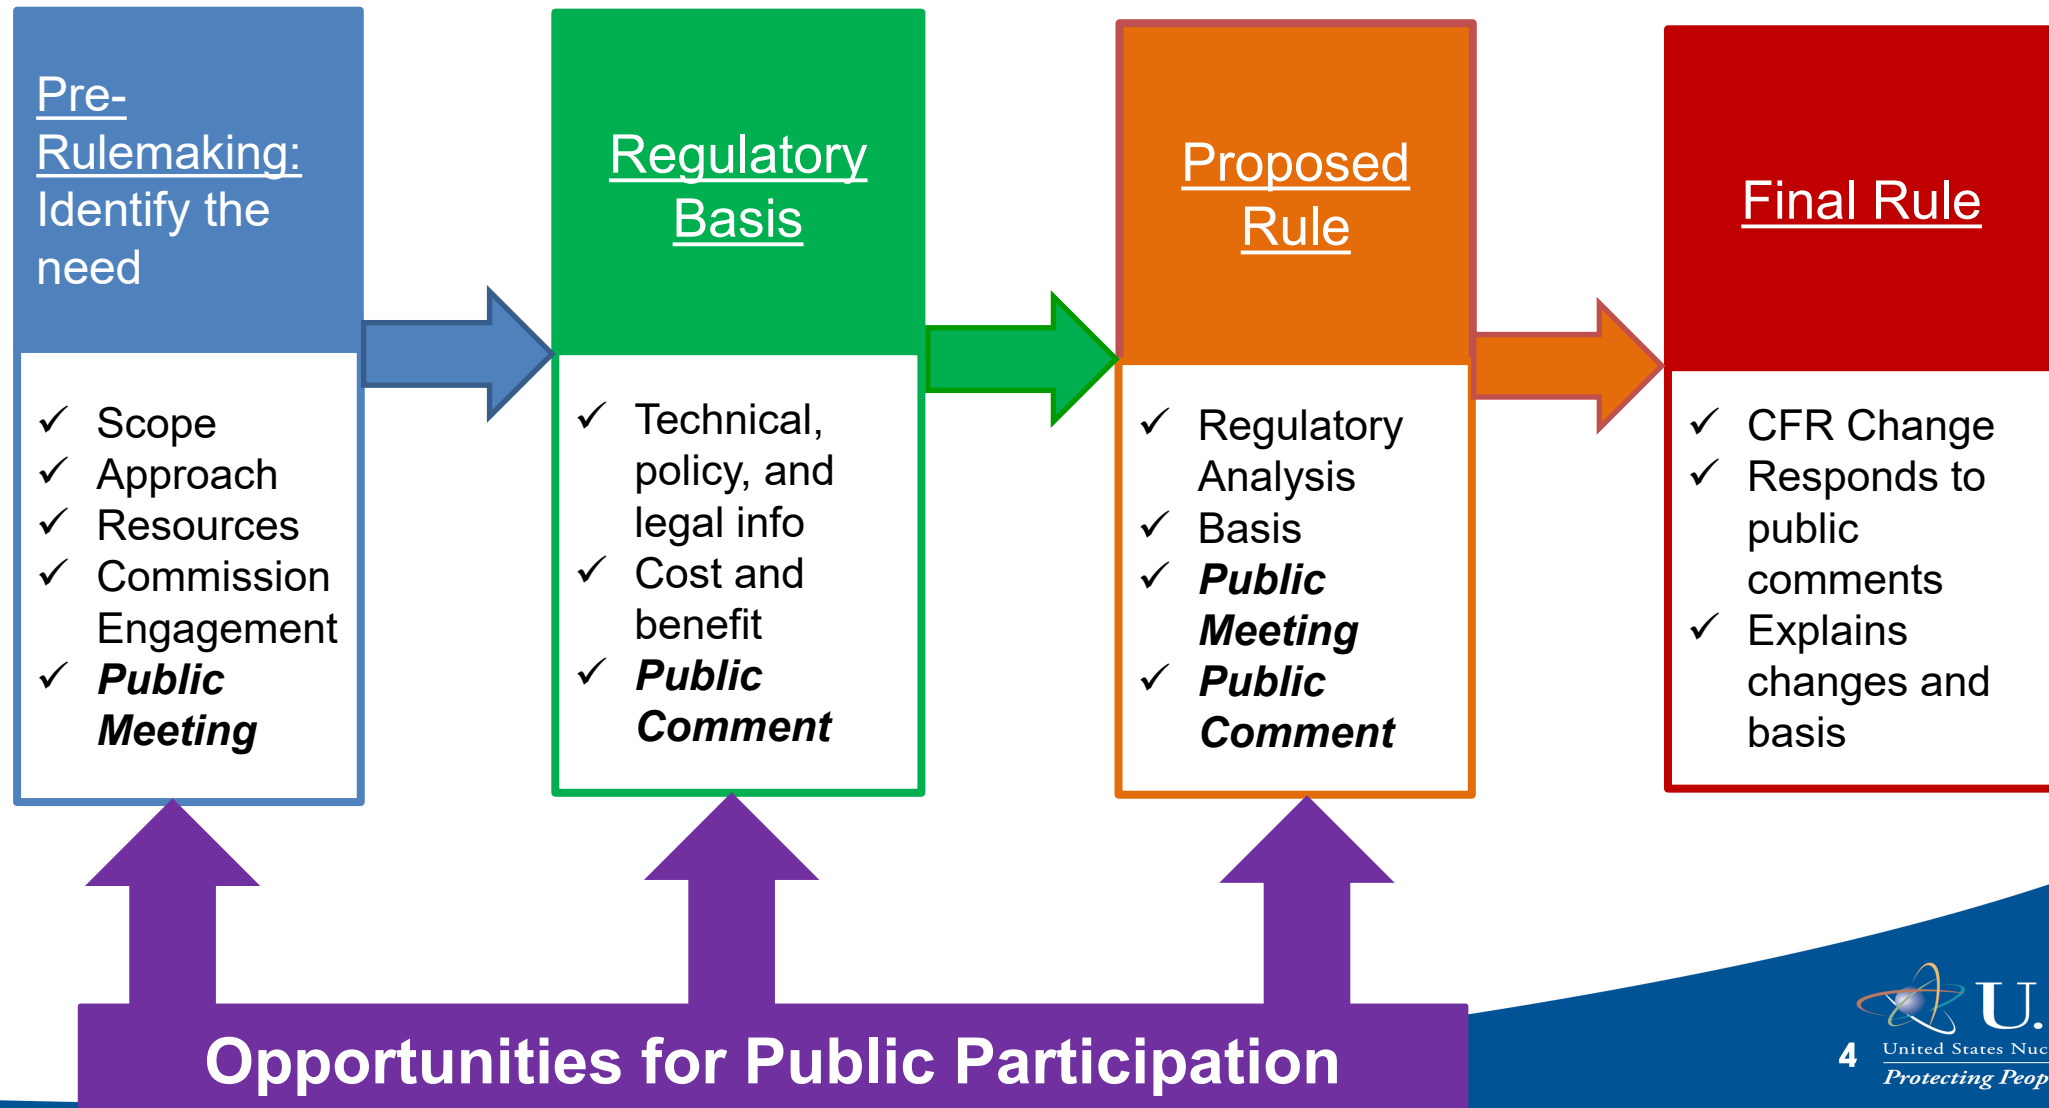 Pre-
Rulemaking:
Identify the
need
✓ Scope
✓ Approach
✓ Resources
✓ Commission
Engagement
✓ Public
Meeting
Regulatory
Basis
✓ Technical,
policy, and
legal info
✓ Cost and
benefit
✓ Public
Comment
Proposed
Rule
✓ Regulatory
Analysis
✓ Basis
✓ Public
Meeting
✓ Public
Comment
Final Rule
✓ CFR Change
✓ Responds to
public
comments
✓ Explains
changes and
basis
Opportunities for Public Participation
4
U.
United States Nuc
Protecting Peop